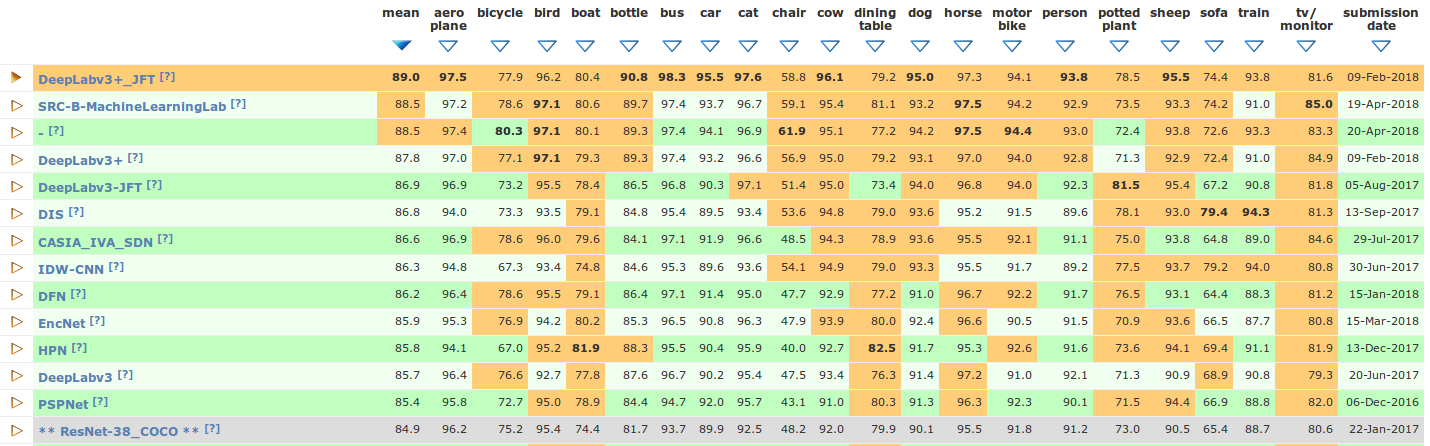 mean aero plane bicycle bird boat bottle bus car cat chair cow dining table dog horse motor bike person potted plant sheep sofa train tv/ monitor submission date
DeepLabv3+_JFT [?] 89.0 97.5 77.9 96.2 80.4 90.8 98.3 95.5 97.6 58.8 96.1 79.2 95.0 97.3 94.1 93.8 78.5 95.5 74.4 93.8 81.6 09-Feb-2018
SRC-B-MachineLearningLab [?] 88.5 97.2 78.6 97.1 80.6 89.7 97.4 93.7 96.7 59.1 95.4 81.1 93.2 97.5 94.2 92.9 73.5 93.3 74.2 91.0 85.0 19-Apr-2018
- [?] 88.5 97.4 80.3 97.1 80.1 89.3 97.4 94.1 96.9 61.9 95.1 77.2 94.2 97.5 94.4 93.0 72.4 93.8 72.6 93.3 83.3 20-Apr-2018
DeepLabv3+ [?] 87.8 97.0 77.1 97.1 79.3 89.3 97.4 93.2 96.6 56.9 95.0 79.2 93.1 97.0 94.0 92.8 71.3 92.9 72.4 91.0 84.9 09-Feb-2018
DeepLabv3-JFT [?] 86.9 96.9 73.2 95.5 78.4 86.5 96.8 90.3 97.1 51.4 95.0 73.4 94.0 96.8 94.0 92.3 81.5 95.4 67.2 90.8 81.8 05-Aug-2017
DIS [?] 86.8 94.0 73.3 93.5 79.1 84.8 95.4 89.5 93.4 53.6 94.8 79.0 93.6 95.2 91.5 89.6 78.1 93.0 79.4 94.3 81.3 13-Sep-2017
CASIA_IVA_SDN [?] 86.6 96.9 78.6 96.0 79.6 84.1 97.1 91.9 96.6 48.5 94.3 78.9 93.6 95.5 92.1 91.1 75.0 93.8 64.8 89.0 84.6 29-Jul-2017
IDW-CNN [?] 86.3 94.8 67.3 93.4 74.8 84.6 95.3 89.6 93.6 54.1 94.9 79.0 93.3 95.5 91.7 89.2 77.5 93.7 79.2 94.0 80.8 30-Jun-2017
DFN [?] 86.2 96.4 78.6 95.5 79.1 86.4 97.1 91.4 95.0 47.7 92.9 77.2 91.0 96.7 92.2 91.7 76.5 93.1 64.4 88.3 81.2 15-Jan-2018
EncNet [?] 85.9 95.3 76.9 94.2 80.2 85.3 96.5 90.8 96.3 47.9 93.9 80.0 92.4 96.6 90.5 91.5 70.9 93.6 66.5 87.7 80.8 15-Mar-2018
HPN [?] 85.8 94.1 67.0 95.2 81.9 88.3 95.5 90.4 95.9 40.0 92.7 82.5 91.7 95.3 92.6 91.6 73.6 94.1 69.4 91.1 81.9 13-Dec-2017
DeepLabv3 [?] 85.7 96.4 76.6 92.7 77.8 87.6 96.7 90.2 95.4 47.5 93.4 76.3 91.4 97.2 91.0 92.1 71.3 90.9 68.9 90.8 79.3 20-Jun-2017
PSPNet [?] 85.4 95.8 72.7 95.0 78.9 84.4 94.7 92.0 95.7 43.1 91.0 80.3 91.3 96.3 92.3 90.1 71.5 94.4 66.9 88.8 82.0 06-Dec-2016
** ResNet-38_COCO ** [?] 84.9 96.2 75.2 95.4 74.4 81.7 93.7 89.9 92.5 48.2 92.0 79.9 90.1 95.5 91.8 91.2 73.0 90.5 65.4 88.7 80.6 22-Jan-2017